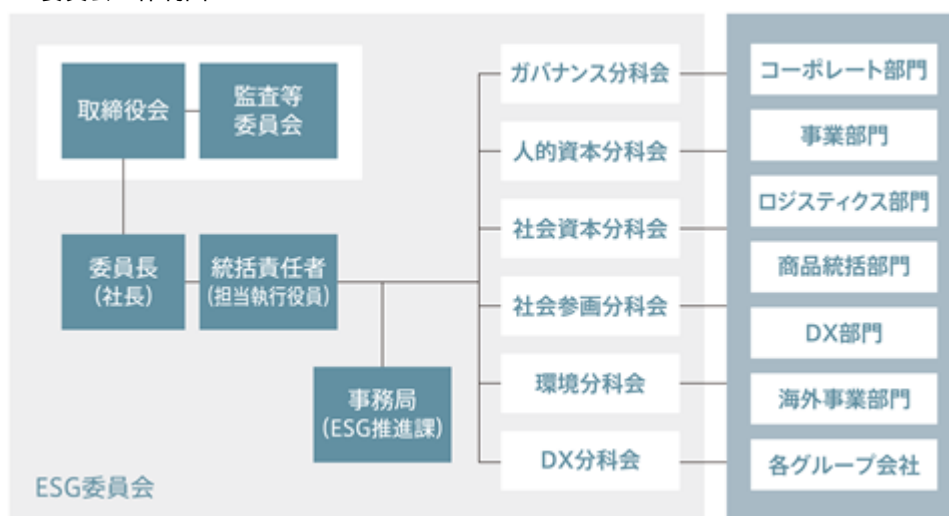 取締役会
監査等
委員会
委員長
(社長)
統括責任者
(担当執行役員)
事務局
(ESG推進課)
ESG委員会
ガバナンス分科会
人的資本分科会
社会資本分科会
社会参画分科会
環境分科会
DX分科会
コーポレート部門
事業部門
ロジスティクス部門
商品統括部門
DX部門
海外事業部門
各グループ会社